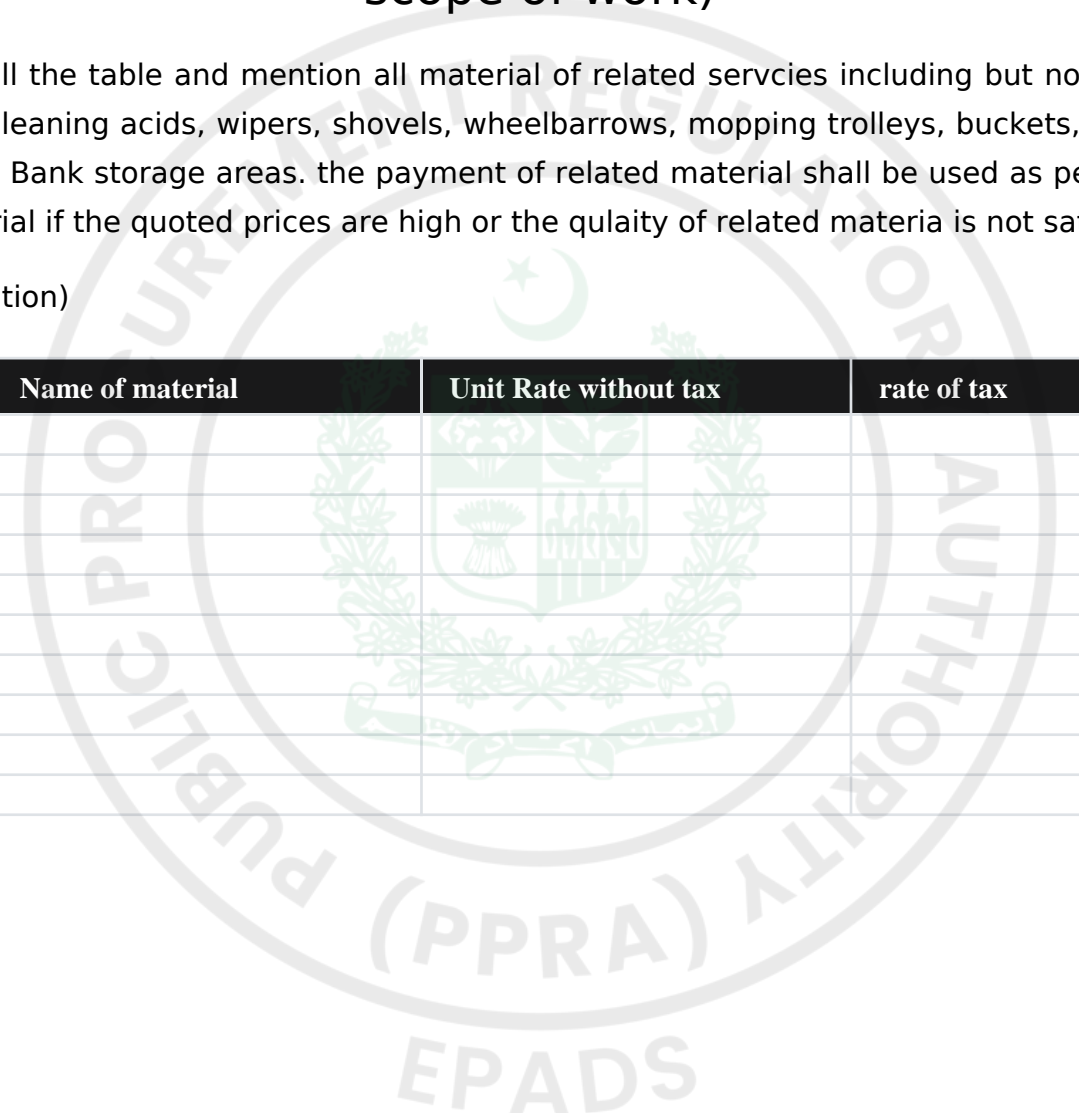 scope of work)
ll the table and mention all material of related servcies including but no
leaning acids, wipers, shovels, wheelbarrows, mopping trolleys, buckets,
Bank storage areas. the payment of related material shall be used as pe
rial if the quoted prices are high or the qulaity of related materia is not sa
tion)
Name of material Unit Rate without tax rate of tax
PUBLIC PROCUREMENT REGULATORY AUTHORITY
(PPRA)
EPADS